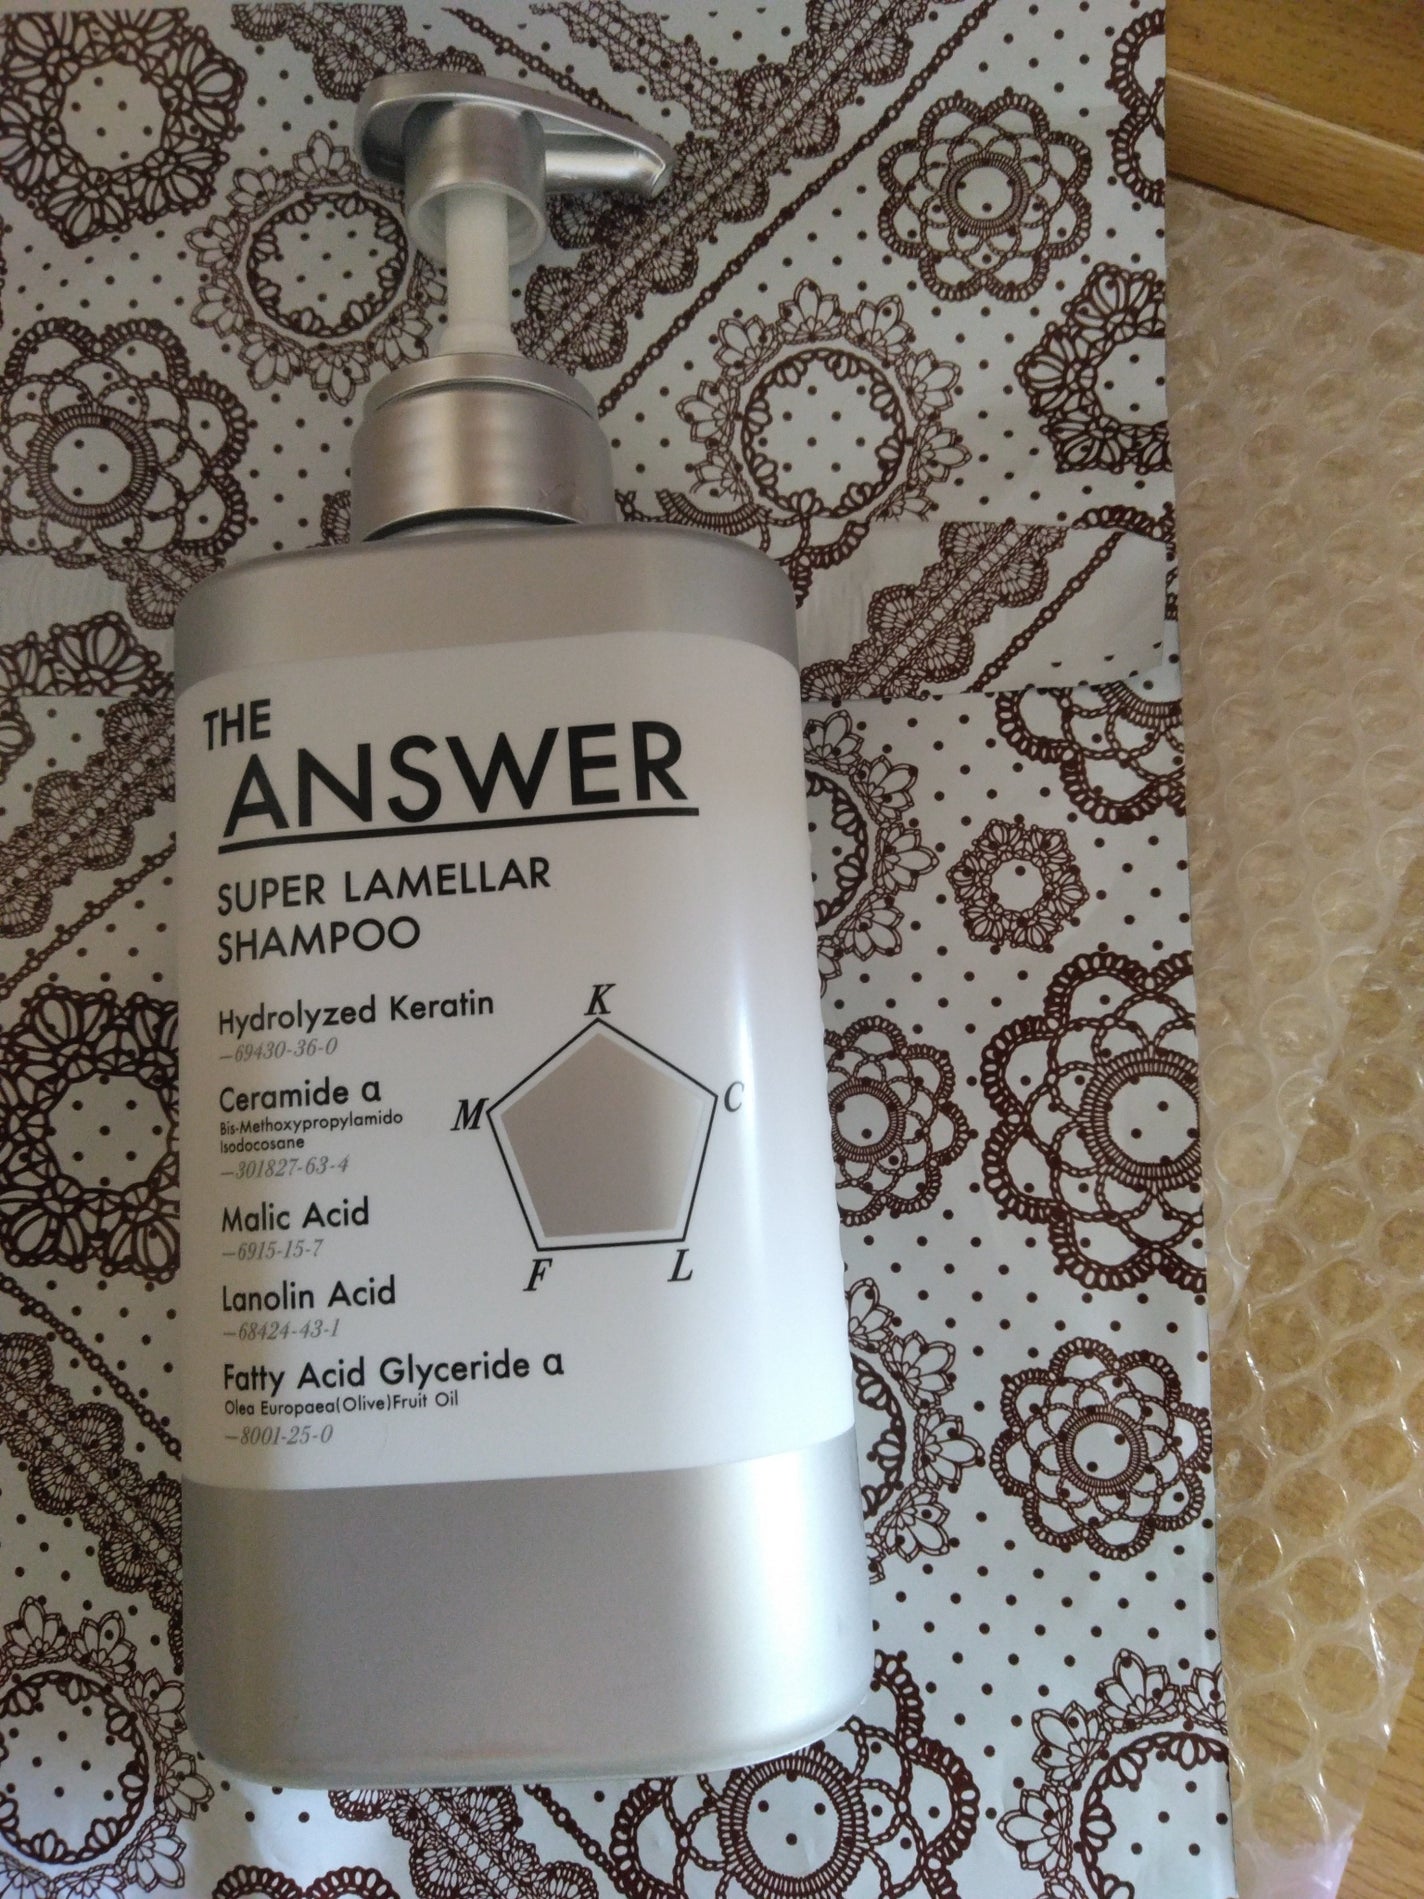 THE
ANSWER
SUPER LAMELLAR
SHAMPOO
Hydrolyzed Keratin
–69430-36-0
Ceramide α
Bis-Methoxypropylamido
Isodocosane
–301827-63-4
Malic Acid
–6915-15-7
Lanolin Acid
–68424-43-1
Fatty Acid Glyceride α
Olea Europaea(Olive)Fruit Oil
–8001-25-0
K
M
C
F
L